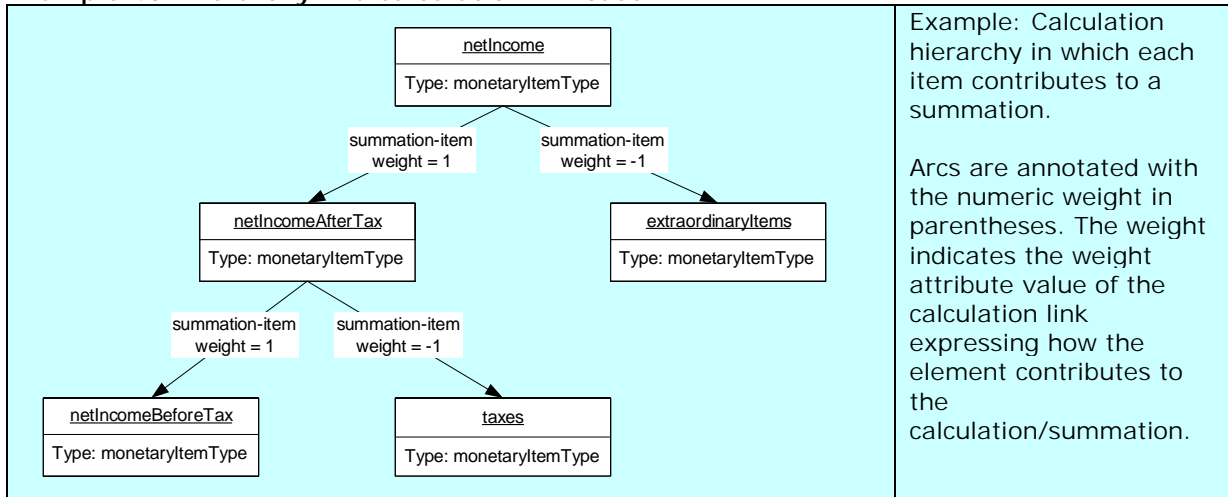 netIncome
Type: monetaryItemType
summation-item
weight = 1
summation-item
weight = -1
netIncomeAfterTax
Type: monetaryItemType
extraordinaryItems
Type: monetaryItemType
summation-item
weight = 1
summation-item
weight = -1
netIncomeBeforeTax
Type: monetaryItemType
taxes
Type: monetaryItemType
Example: Calculation
hierarchy in which each
item contributes to a
summation.
Arcs are annotated with
the numeric weight in
parentheses. The weight
indicates the weight
attribute value of the
calculation link
expressing how the
element contributes to
the
calculation/summation.